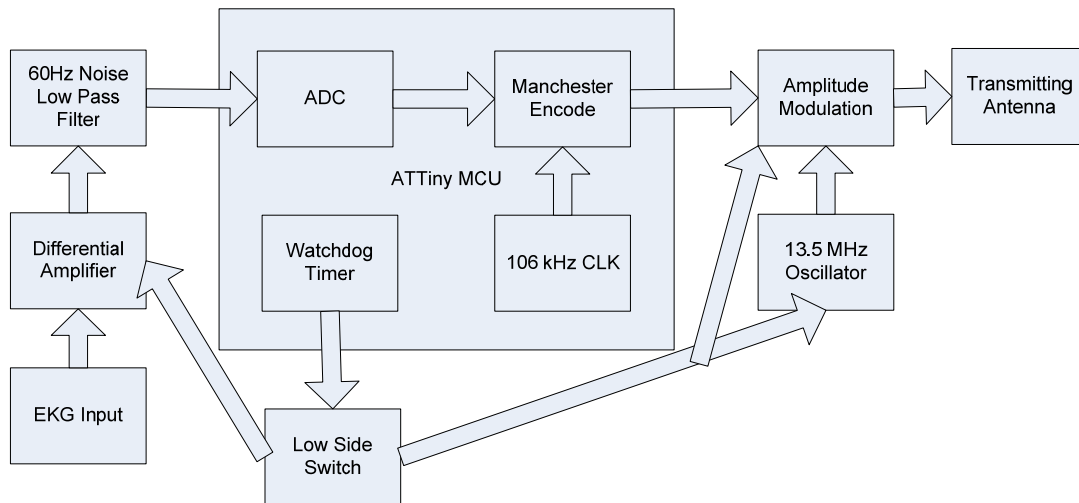 60Hz Noise
Low Pass
Filter
ADC
Manchester
Encode
Amplitude
Modulation
Transmitting
Antenna
ATTiny MCU
Differential
Amplifier
Watchdog
Timer
106 kHz CLK
13.5 MHz
Oscillator
EKG Input
Low Side
Switch